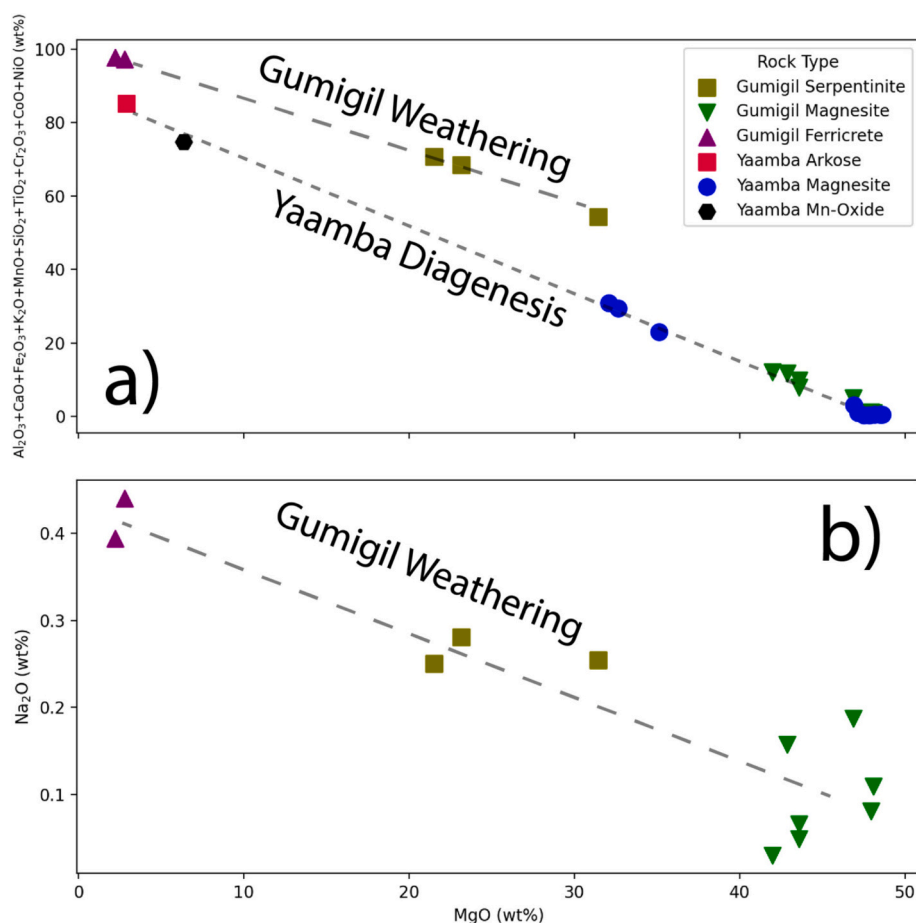 Al₂O₃+CaO+Fe₂O₃+K₂O+MnO+SiO₂+TiO₂+Cr₂O₃+CoO+NiO (wt%)
100
80
60
40
20
0
Gumigil Weathering
Yaamba Diagenesis
a)
Rock Type
Gumigil Serpentinite
Gumigil Magnesite
Gumigil Ferricrete
Yaamba Arkose
Yaamba Magnesite
Yaamba Mn-Oxide
Na₂O (wt%)
0.4
0.3
0.2
0.1
Gumigil Weathering
b)
0 10 20 30 40 50
MgO (wt%)